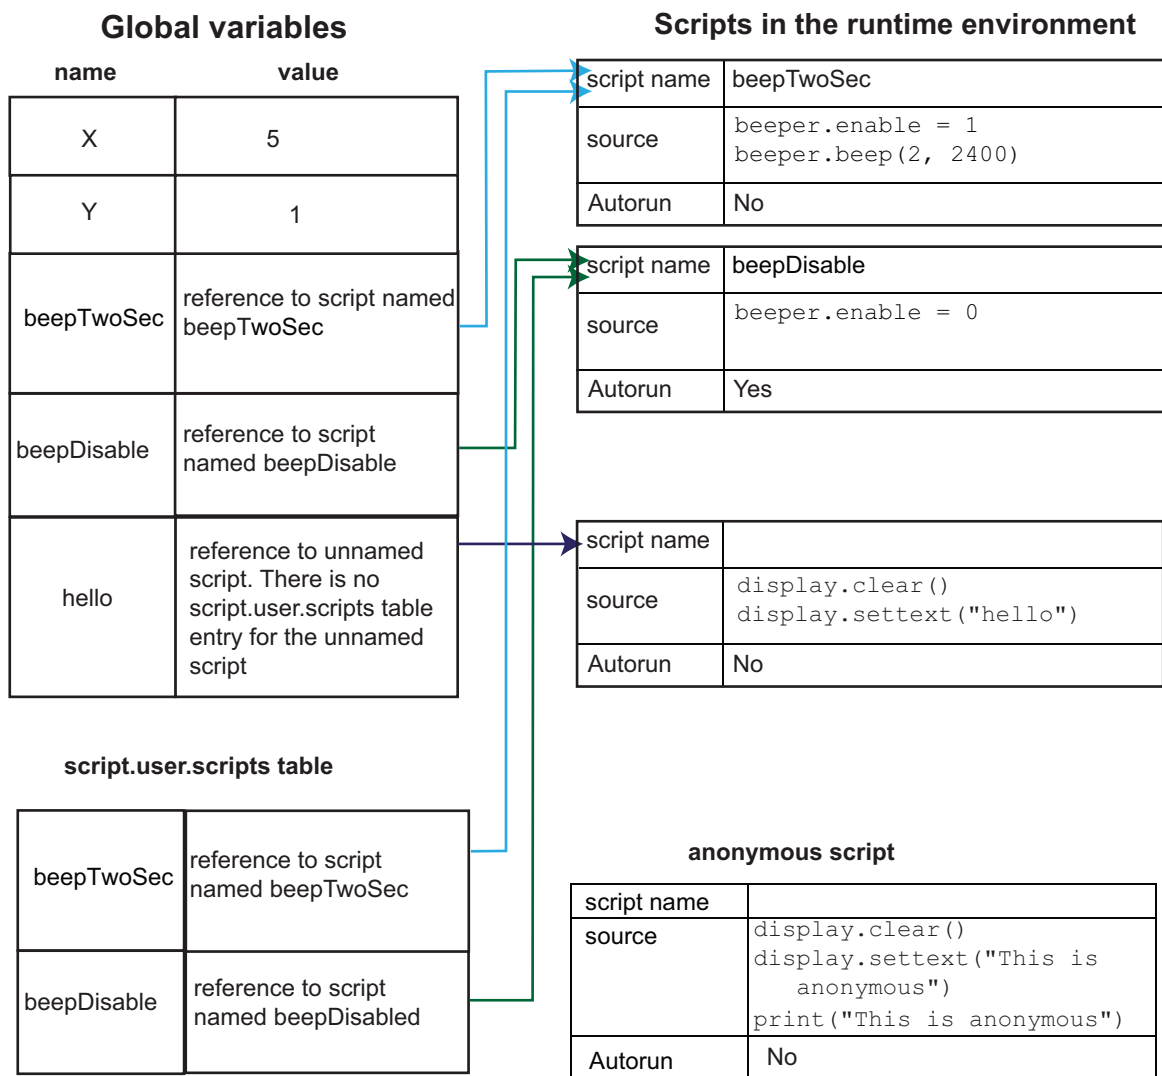 Global variables
name value
X 5
Y 1
beepTwoSec
reference to script named
beepTwoSec
beepDisable
reference to script
named beepDisable
hello
reference to unnamed
script. There is no
script.user.scripts table
entry for the unnamed
script
script.user.scripts table
beepTwoSec
reference to script
named beepTwoSec
beepDisable
reference to script
named beepDisabled
Scripts in the runtime environment
script name beepTwoSec
source
beeper.enable = 1
beeper.beep(2, 2400)
Autorun No
script name beepDisable
source
beeper.enable = 0
Autorun Yes
script name
source
display.clear()
display.settext("hello")
Autorun No
anonymous script
script name
source
display.clear()
display.settext("This is
anonymous")
print("This is anonymous")
Autorun No